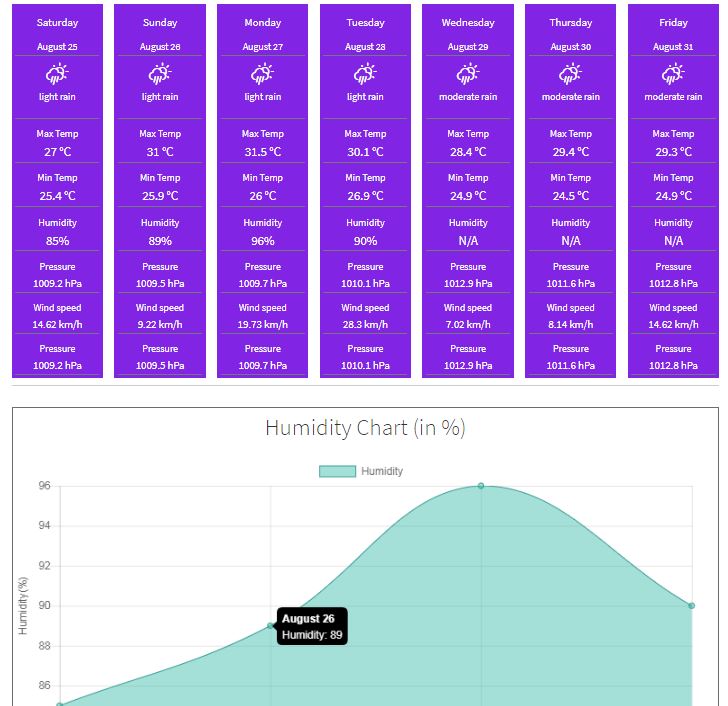 Saturday Sunday Monday Tuesday Wednesday Thursday Friday
August 25 August 26 August 27 August 28 August 29 August 30 August 31
light rain light rain light rain light rain moderate rain moderate rain moderate rain
Max Temp Max Temp Max Temp Max Temp Max Temp Max Temp Max Temp
27 °C 31 °C 31.5 °C 30.1 °C 28.4 °C 29.4 °C 29.3 °C
Min Temp Min Temp Min Temp Min Temp Min Temp Min Temp Min Temp
25.4 °C 25.9 °C 26 °C 26.9 °C 24.9 °C 24.5 °C 24.9 °C
Humidity Humidity Humidity Humidity Humidity Humidity Humidity
85% 89% 96% 90% N/A N/A N/A
Pressure Pressure Pressure Pressure Pressure Pressure Pressure
1009.2 hPa 1009.5 hPa 1009.7 hPa 1010.1 hPa 1012.9 hPa 1011.6 hPa 1012.8 hPa
Wind speed Wind speed Wind speed Wind speed Wind speed Wind speed Wind speed
14.62 km/h 9.22 km/h 19.73 km/h 28.3 km/h 7.02 km/h 8.14 km/h 14.62 km/h
Pressure Pressure Pressure Pressure Pressure Pressure Pressure
1009.2 hPa 1009.5 hPa 1009.7 hPa 1010.1 hPa 1012.9 hPa 1011.6 hPa 1012.8 hPa
Humidity Chart (in %)
Humidity
96
94
92
90
88
86
Humidity (%)
August 26
Humidity: 89